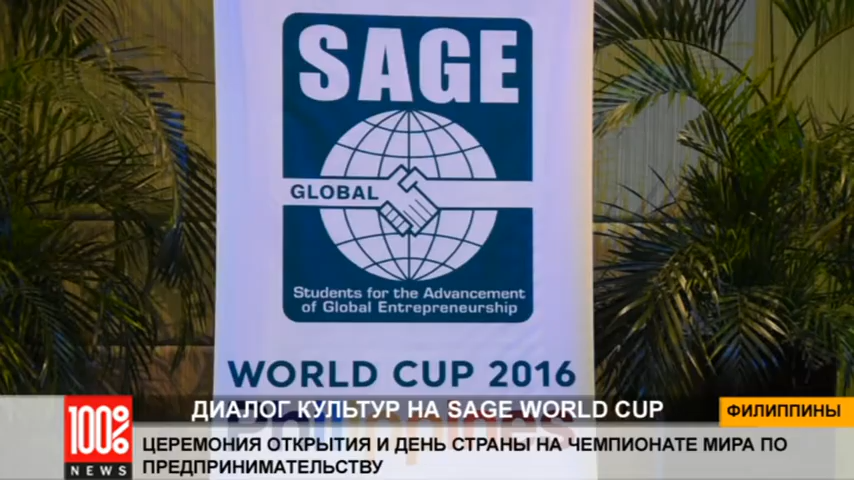 SAGE
GLOBAL
Students for the Advancement
of Global Entrepreneurship
WORLD CUP 2016
Philippines
ДИАЛОГ КУЛЬТУР НА SAGE WORLD CUP
ФИЛИППИНЫ
100%
NEWS
ЦЕРЕМОНИЯ ОТКРЫТИЯ И ДЕНЬ СТРАНЫ НА ЧЕМПИОНАТЕ МИРА ПО
ПРЕДПРИНИМАТЕЛЬСТВУ